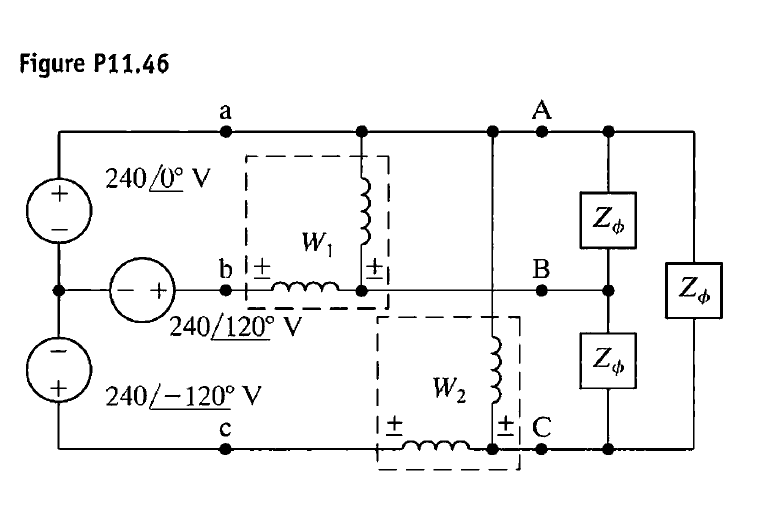 Figure P11.46
a
A
240/0° V
+
−
Zϕ
W₁
b
±
±
B
− +
Zϕ
240/120° V
−
+
Zϕ
W₂
240/−120° V
c
±
±
C